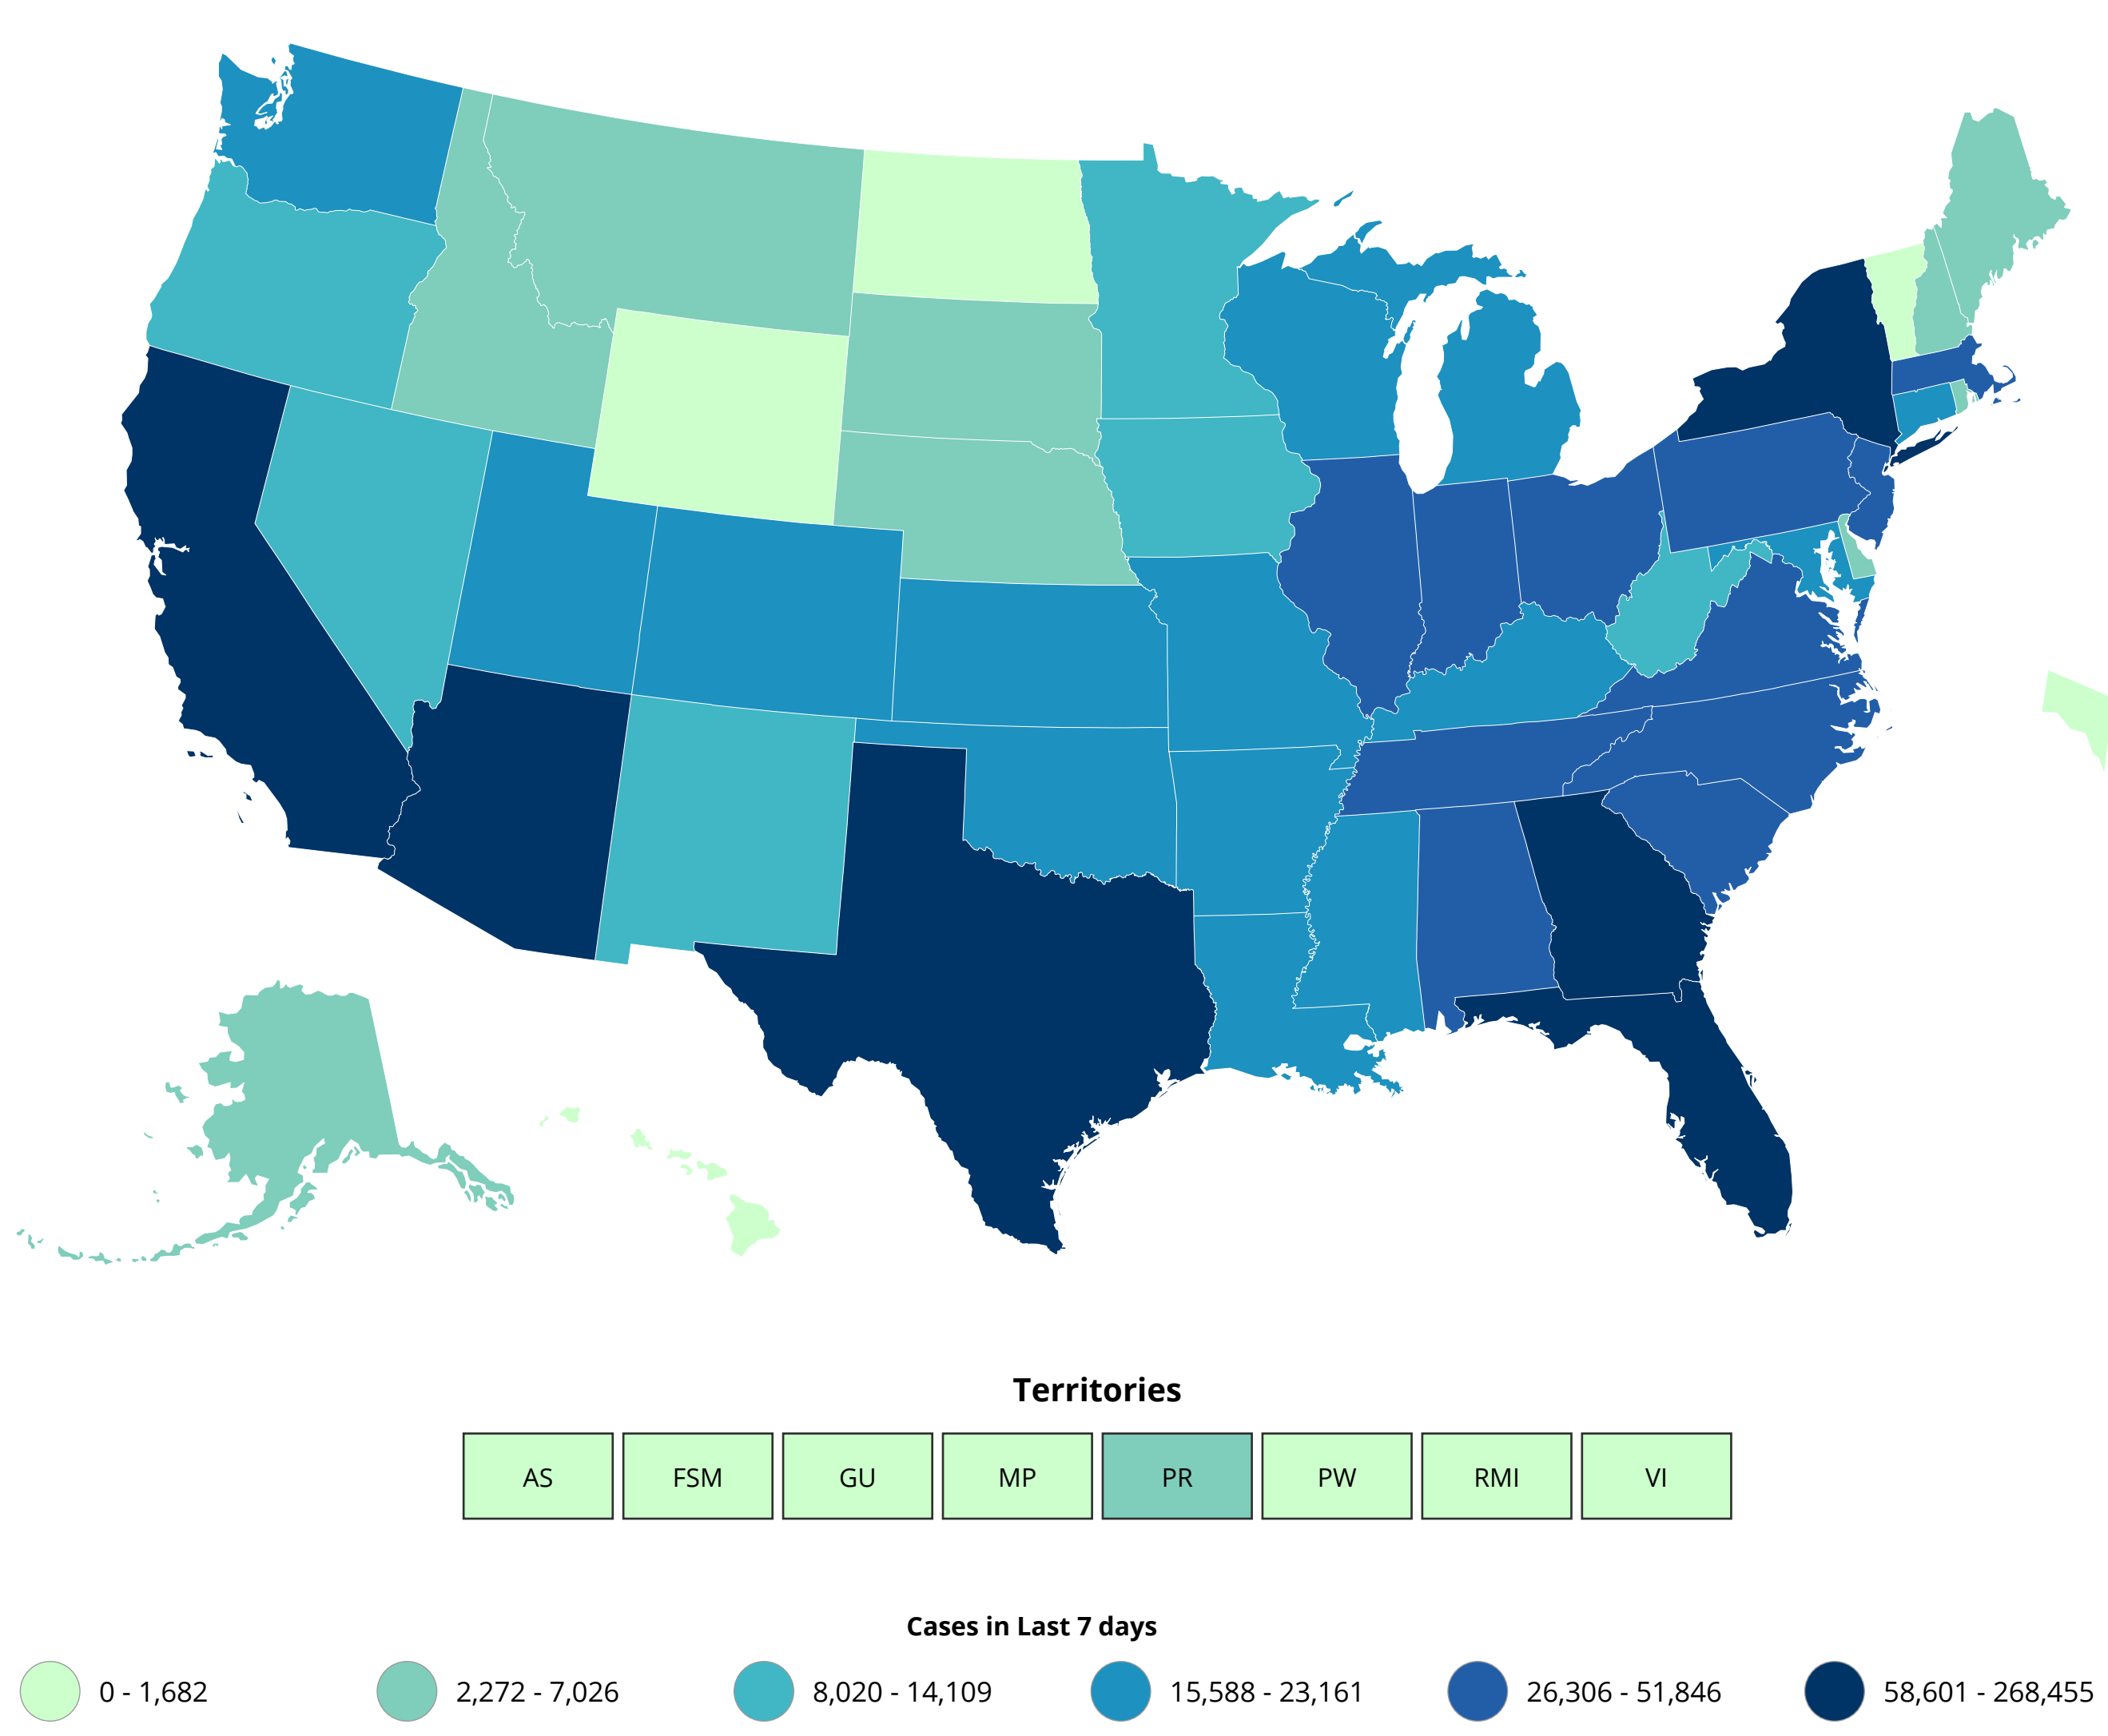 Territories
AS FSM GU MP PR PW RMI VI
Cases in Last 7 days
0 - 1,682 2,272 - 7,026 8,020 - 14,109 15,588 - 23,161 26,306 - 51,846 58,601 - 268,455